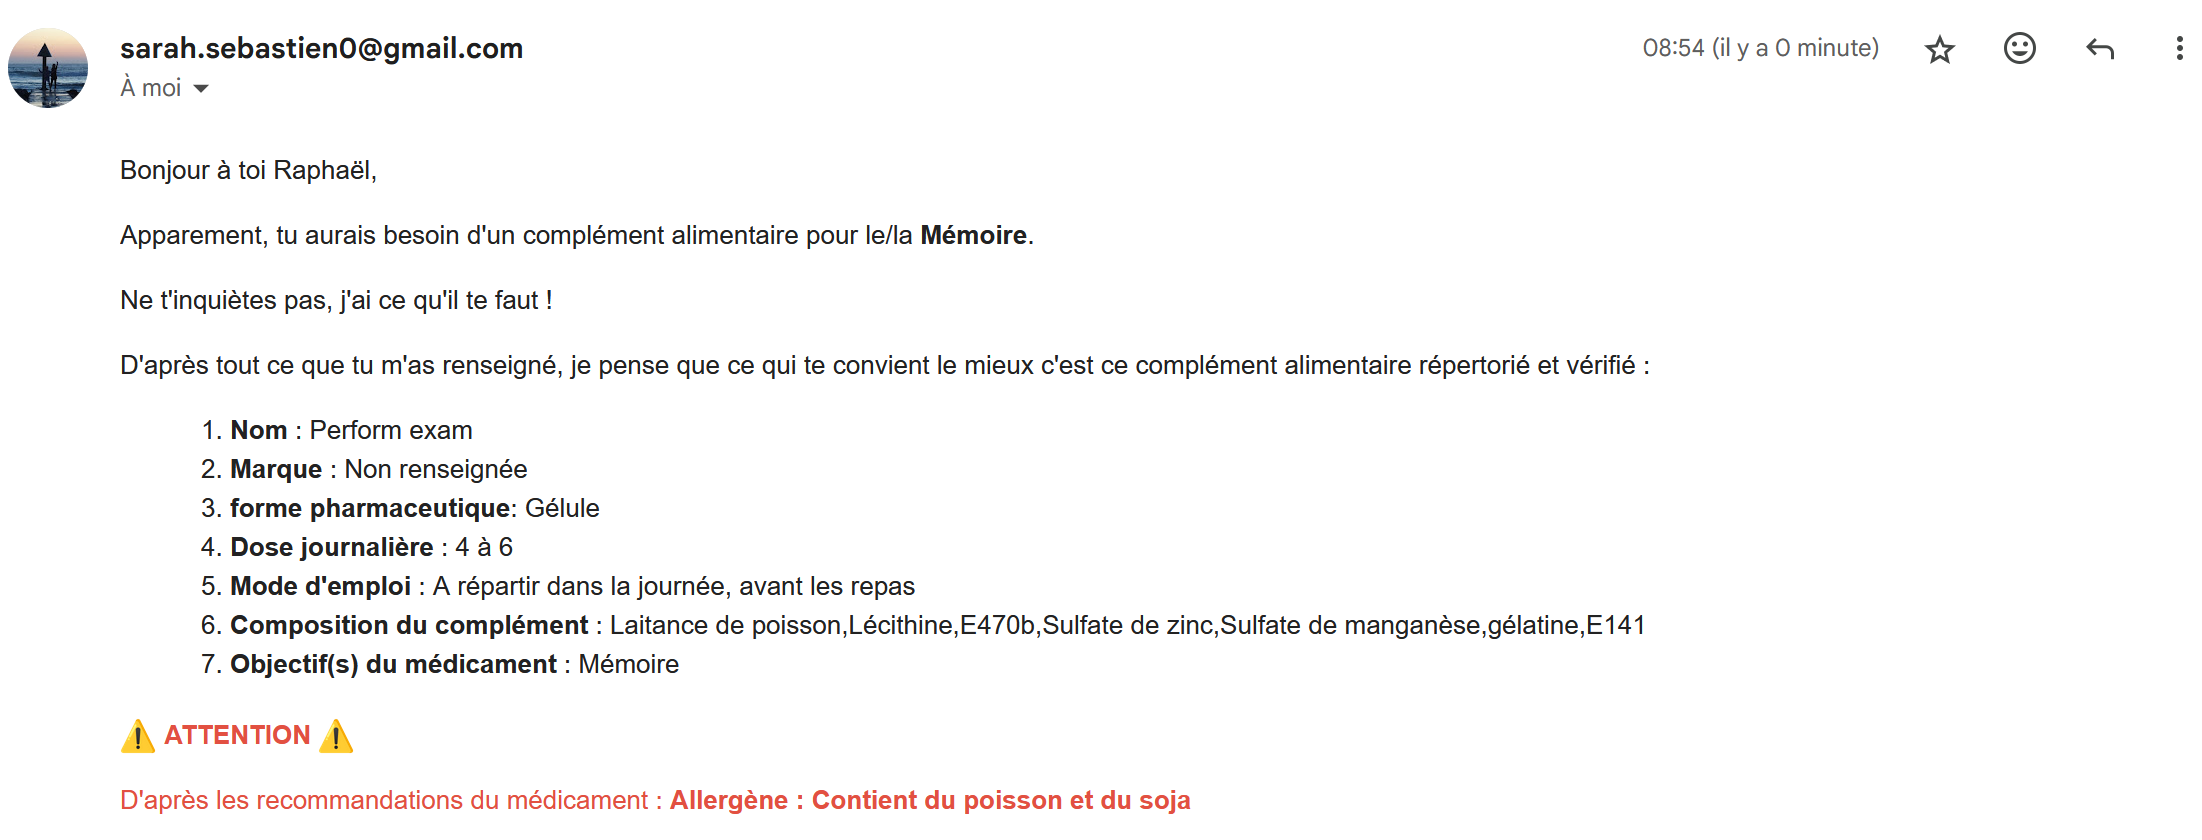 sarah.sebastien0@gmail.com
08:54 (il y a 0 minute)
À moi
Bonjour à toi Raphaël,
Apparement, tu aurais besoin d'un complément alimentaire pour le/la Mémoire.
Ne t'inquiètes pas, j'ai ce qu'il te faut !
D'après tout ce que tu m'as renseigné, je pense que ce qui te convient le mieux c'est ce complément alimentaire répertorié et vérifié :
1. Nom : Perform exam
2. Marque : Non renseignée
3. forme pharmaceutique: Gélule
4. Dose journalière : 4 à 6
5. Mode d'emploi : A répartir dans la journée, avant les repas
6. Composition du complément : Laitance de poisson,Lécithine,E470b,Sulfate de zinc,Sulfate de manganèse,gélatine,E141
7. Objectif(s) du médicament : Mémoire
⚠️ ATTENTION ⚠️
D'après les recommandations du médicament : Allergène : Contient du poisson et du soja